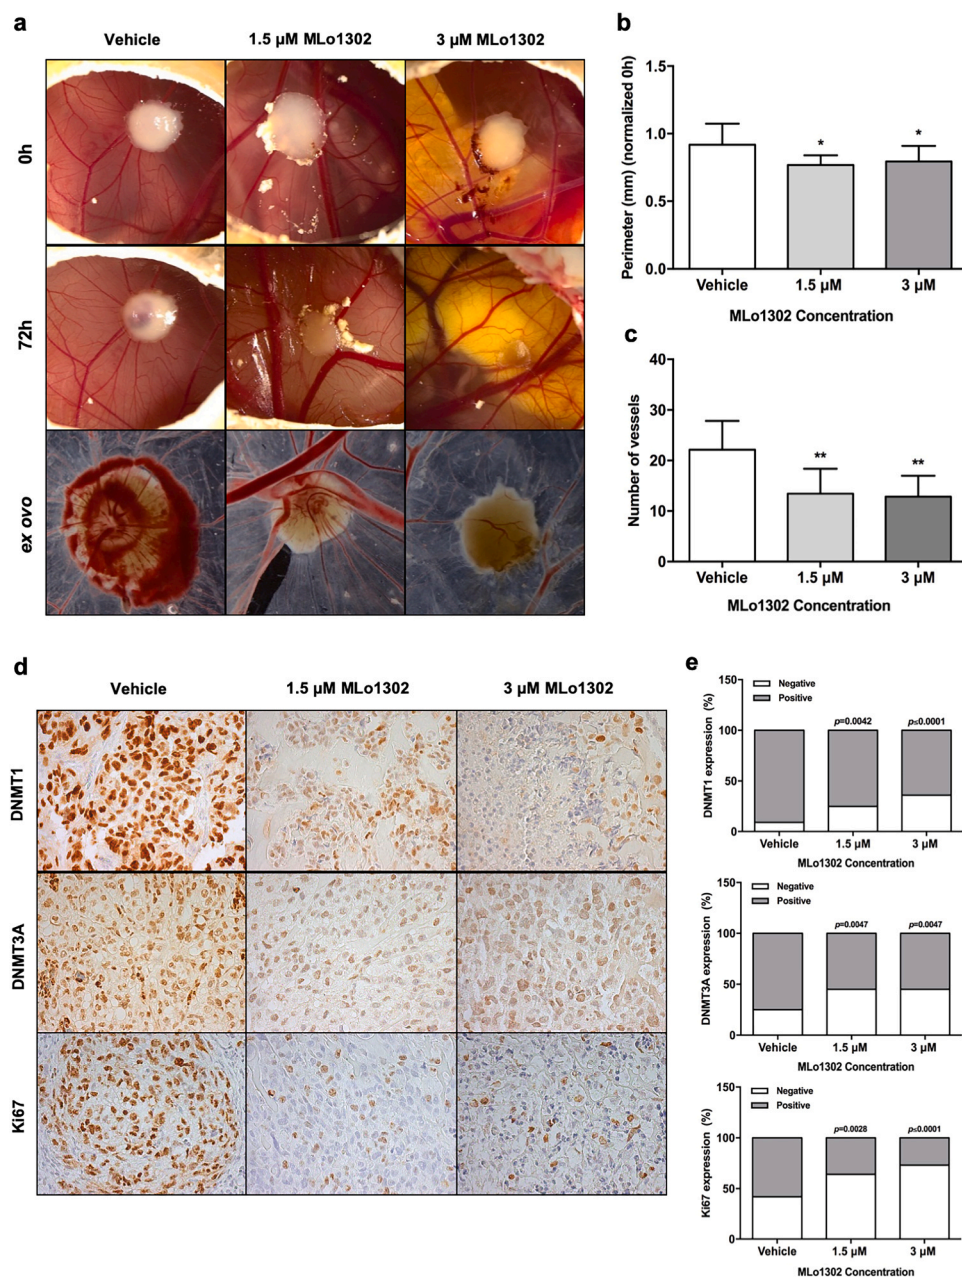 a
Vehicle
1.5 µM MLo1302
3 µM MLo1302
0h
72h
ex ovo
b
Perimeter (mm) (normalized 0h)
1.5
1.0
0.5
0.0
*
*
Vehicle
1.5 µM
3 µM
MLo1302 Concentration
c
Number of vessels
40
30
20
10
0
**
**
Vehicle
1.5 µM
3 µM
MLo1302 Concentration
d
Vehicle
1.5 µM MLo1302
3 µM MLo1302
DNMT1
DNMT3A
Ki67
e
DNMT1 expression (%)
150
100
50
0
Negative
Positive
p=0.0042
p≤0.0001
Vehicle
1.5 µM
3 µM
MLo1302 Concentration
DNMT3A expression (%)
150
100
50
0
Negative
Positive
p=0.0047
p=0.0047
Vehicle
1.5 µM
3 µM
MLo1302 Concentration
Ki67 expression (%)
150
100
50
0
Negative
Positive
p=0.0028
p≤0.0001
Vehicle
1.5 µM
3 µM
MLo1302 Concentration